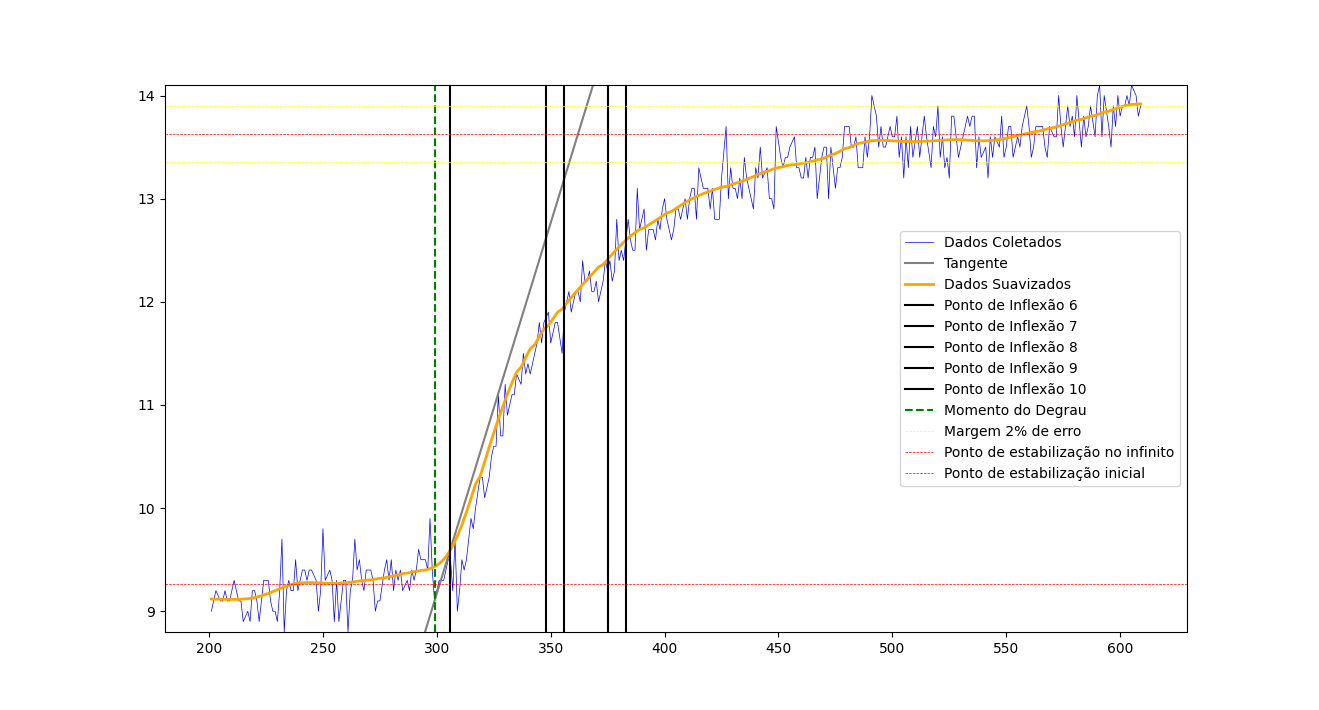 14
13
12
11
10
9
200 250 300 350 400 450 500 550 600
Dados Coletados
Tangente
Dados Suavizados
Ponto de Inflexão 6
Ponto de Inflexão 7
Ponto de Inflexão 8
Ponto de Inflexão 9
Ponto de Inflexão 10
Momento do Degrau
Margem 2% de erro
Ponto de estabilização no infinito
Ponto de estabilização inicial